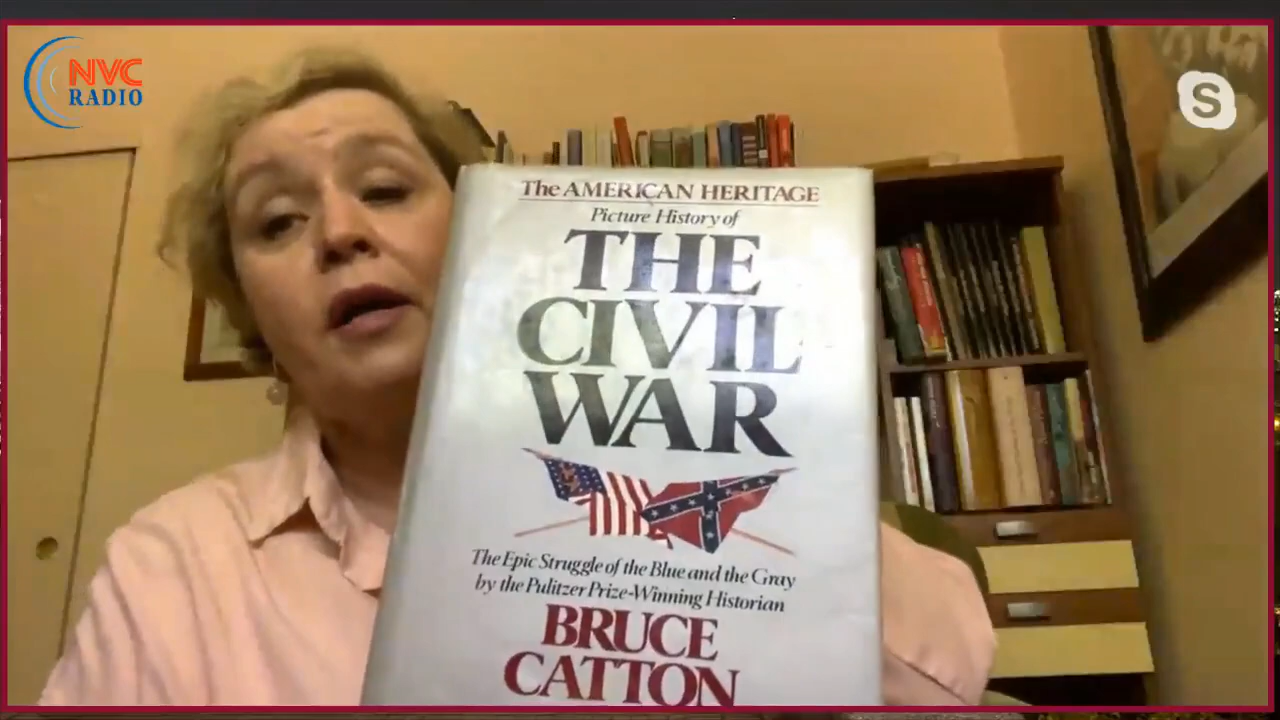 NVC
RADIO
S
The AMERICAN HERITAGE
Picture History of
THE
CIVIL
WAR
The Epic Struggle of the Blue and the Gray
by the Pulitzer Prize-Winning Historian
BRUCE
CATTON